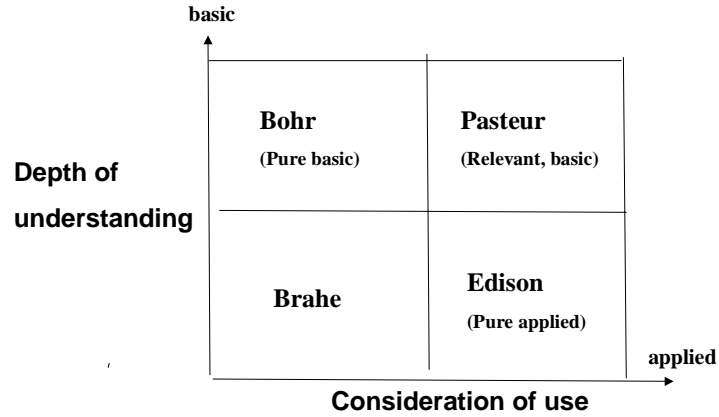 basic
Bohr
(Pure basic)
Pasteur
(Relevant, basic)
Depth of
understanding
Brahe
Edison
(Pure applied)
applied
Consideration of use